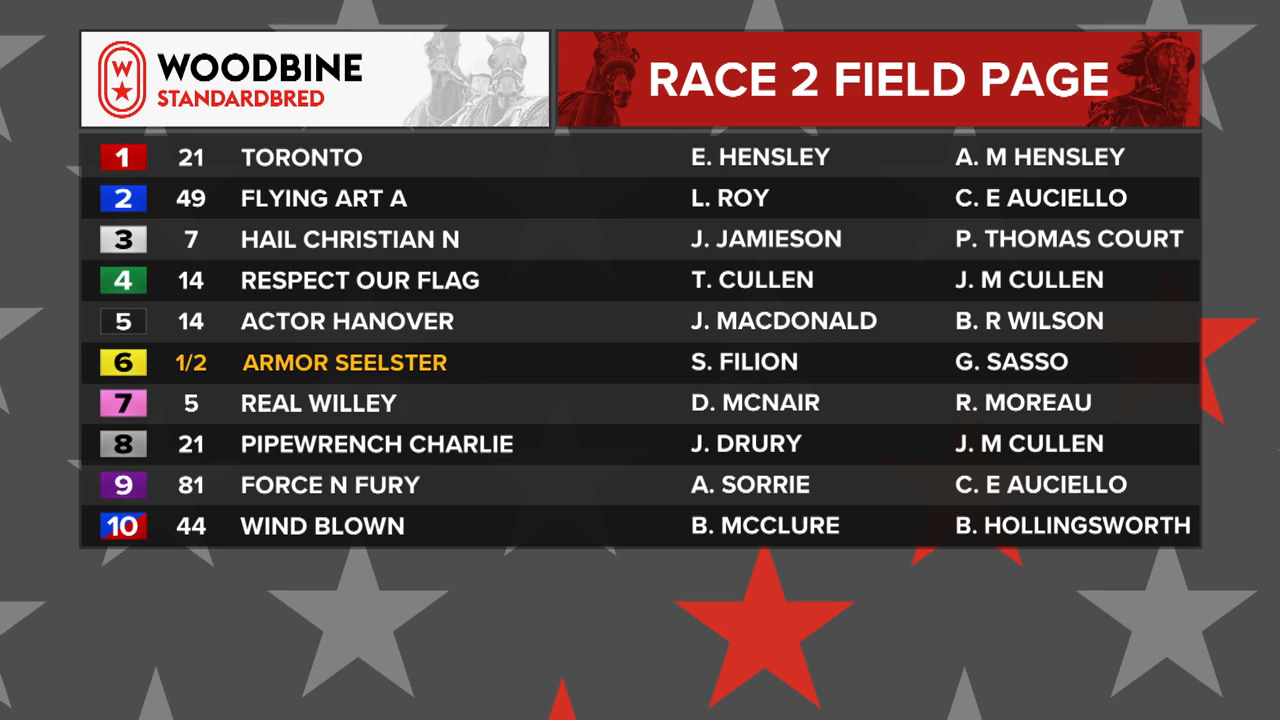 W
WOODBINE
STANDARDBRED
RACE 2 FIELD PAGE
1 21 TORONTO E. HENSLEY A. M HENSLEY
2 49 FLYING ART A L. ROY C. E AUCIELLO
3 7 HAIL CHRISTIAN N J. JAMIESON P. THOMAS COURT
4 14 RESPECT OUR FLAG T. CULLEN J. M CULLEN
5 14 ACTOR HANOVER J. MACDONALD B. R WILSON
6 1/2 ARMOR SEELSTER S. FILION G. SASSO
7 5 REAL WILLEY D. MCNAIR R. MOREAU
8 21 PIPEWRENCH CHARLIE J. DRURY J. M CULLEN
9 81 FORCE N FURY A. SORRIE C. E AUCIELLO
10 44 WIND BLOWN B. MCCLURE B. HOLLINGSWORTH